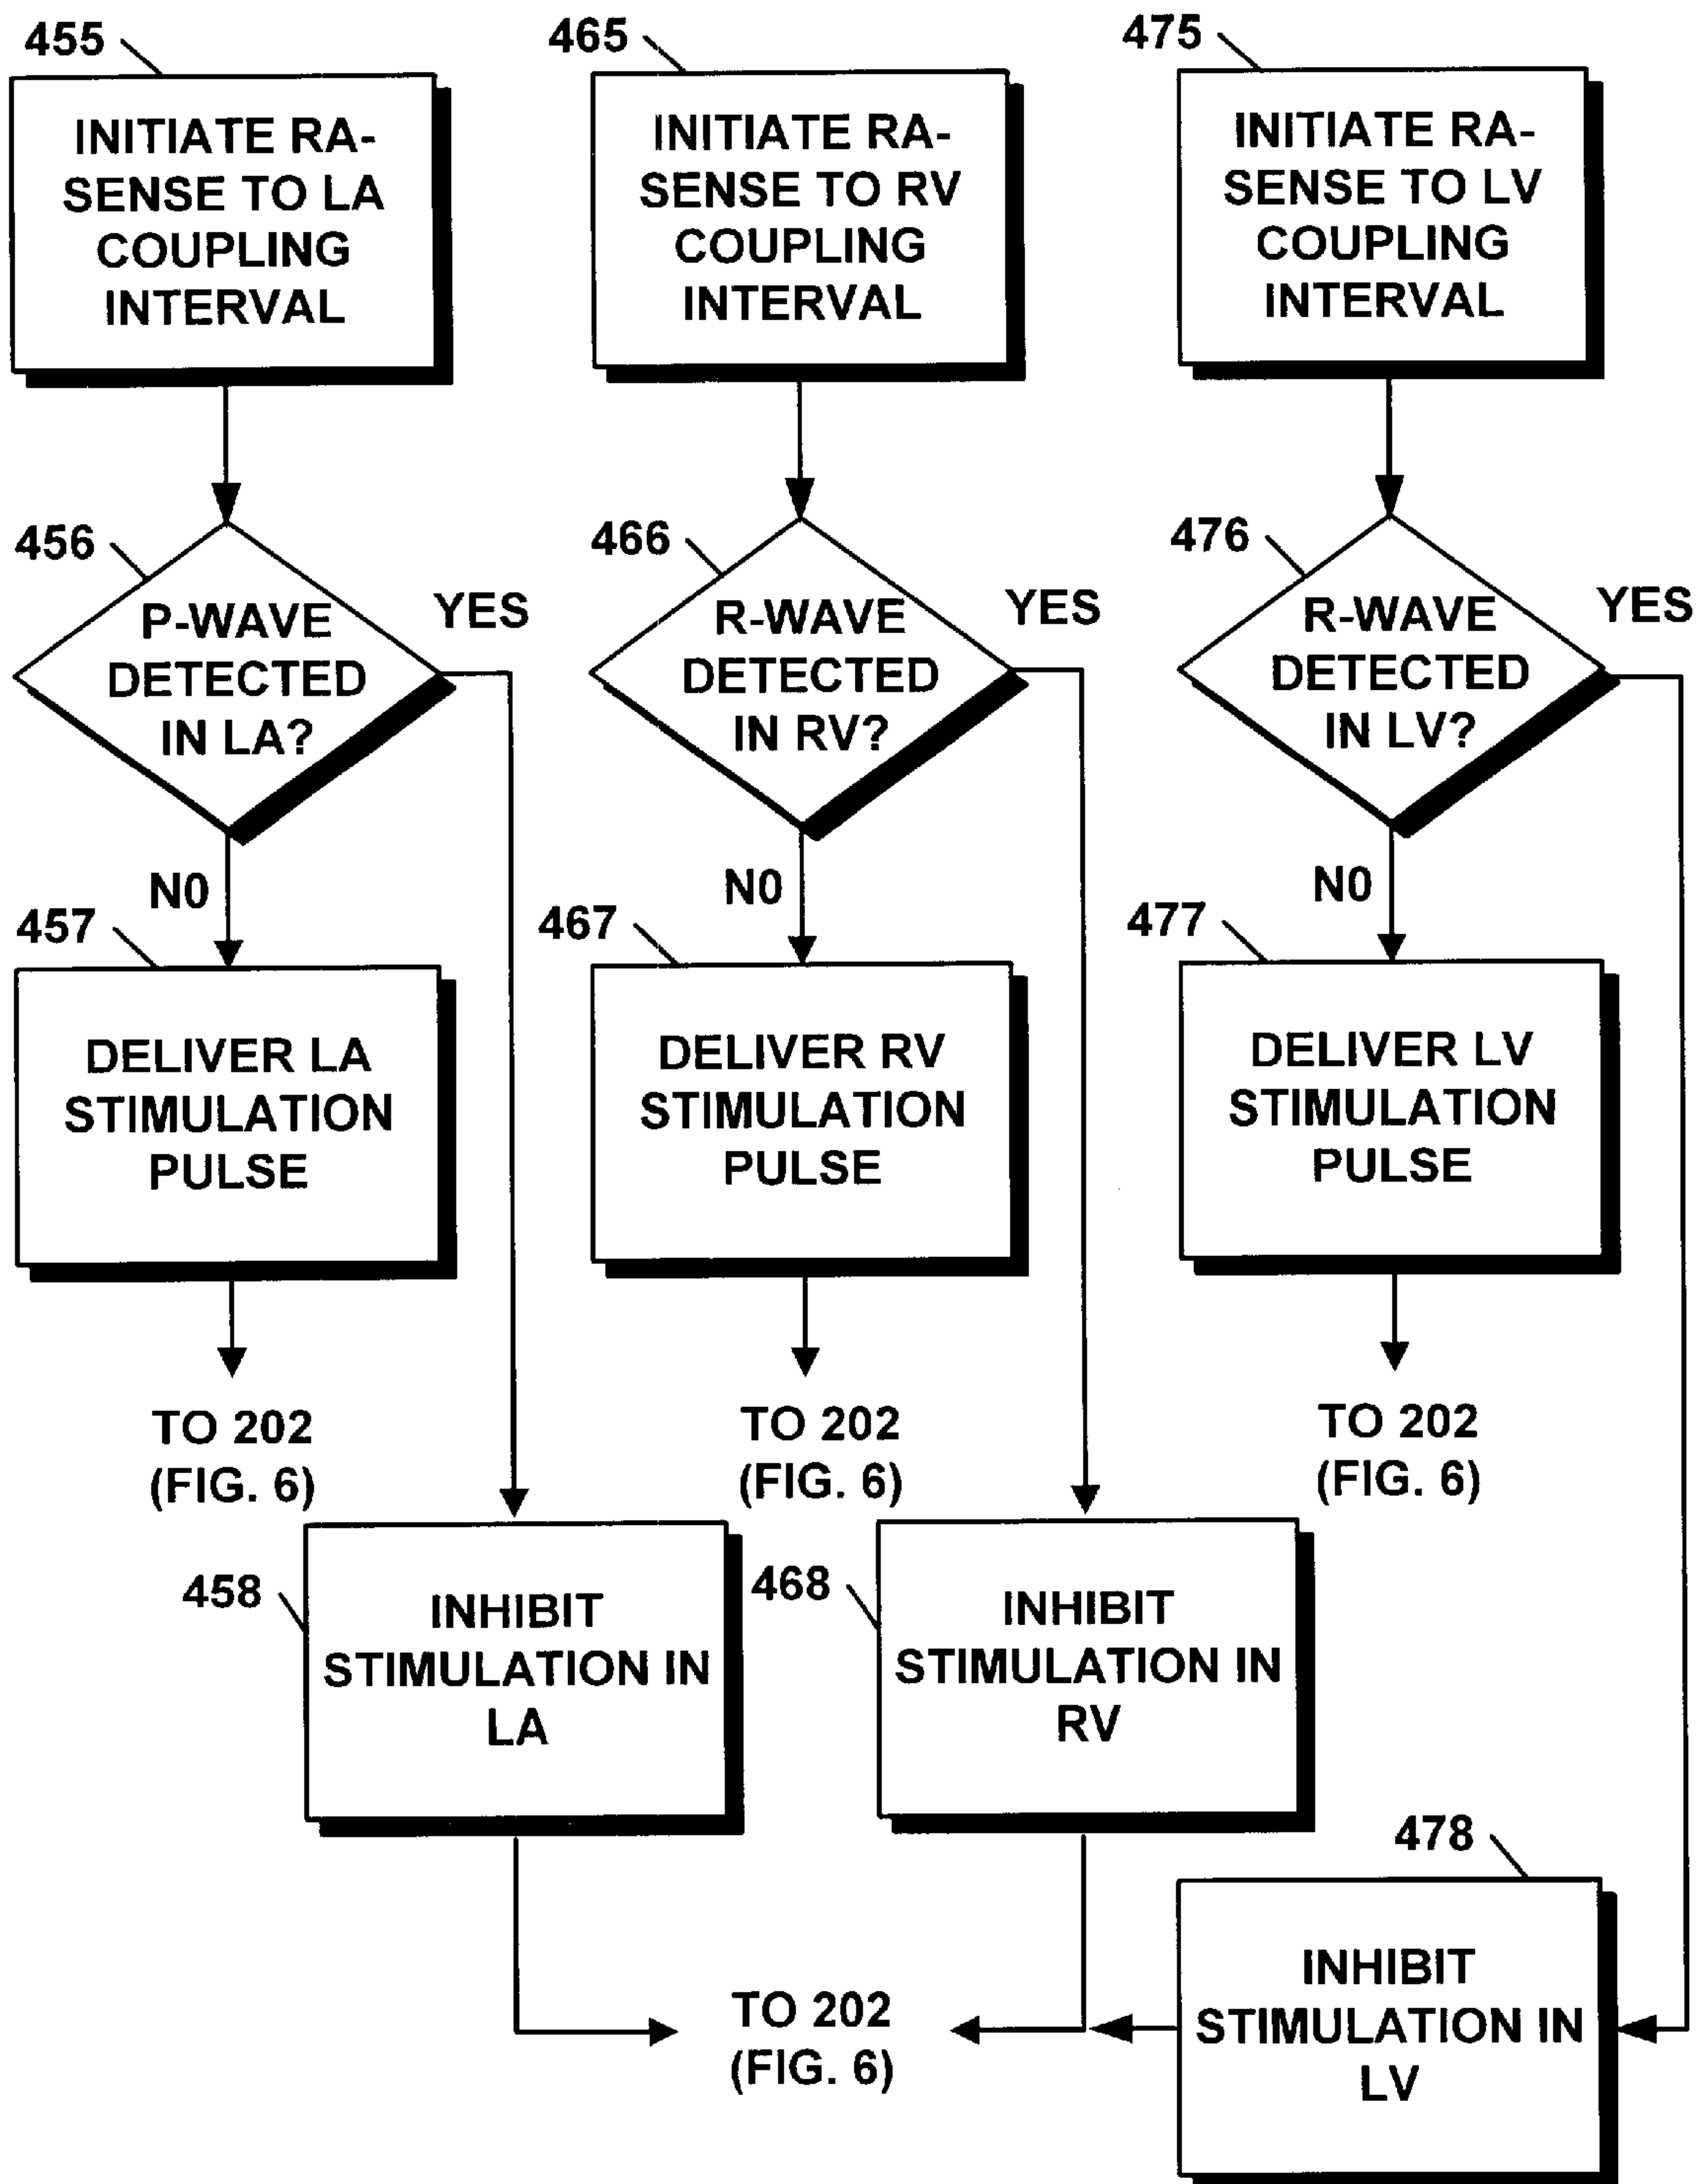 455
INITIATE RA-
SENSE TO LA
COUPLING
INTERVAL
465
INITIATE RA-
SENSE TO RV
COUPLING
INTERVAL
475
INITIATE RA-
SENSE TO LV
COUPLING
INTERVAL
456
P-WAVE
DETECTED
IN LA?
YES
NO
466
R-WAVE
DETECTED
IN RV?
YES
NO
476
R-WAVE
DETECTED
IN LV?
YES
NO
457
DELIVER LA
STIMULATION
PULSE
467
DELIVER RV
STIMULATION
PULSE
477
DELIVER LV
STIMULATION
PULSE
TO 202
(FIG. 6)
TO 202
(FIG. 6)
TO 202
(FIG. 6)
458
INHIBIT
STIMULATION IN
LA
468
INHIBIT
STIMULATION IN
RV
478
INHIBIT
STIMULATION IN
LV
TO 202
(FIG. 6)